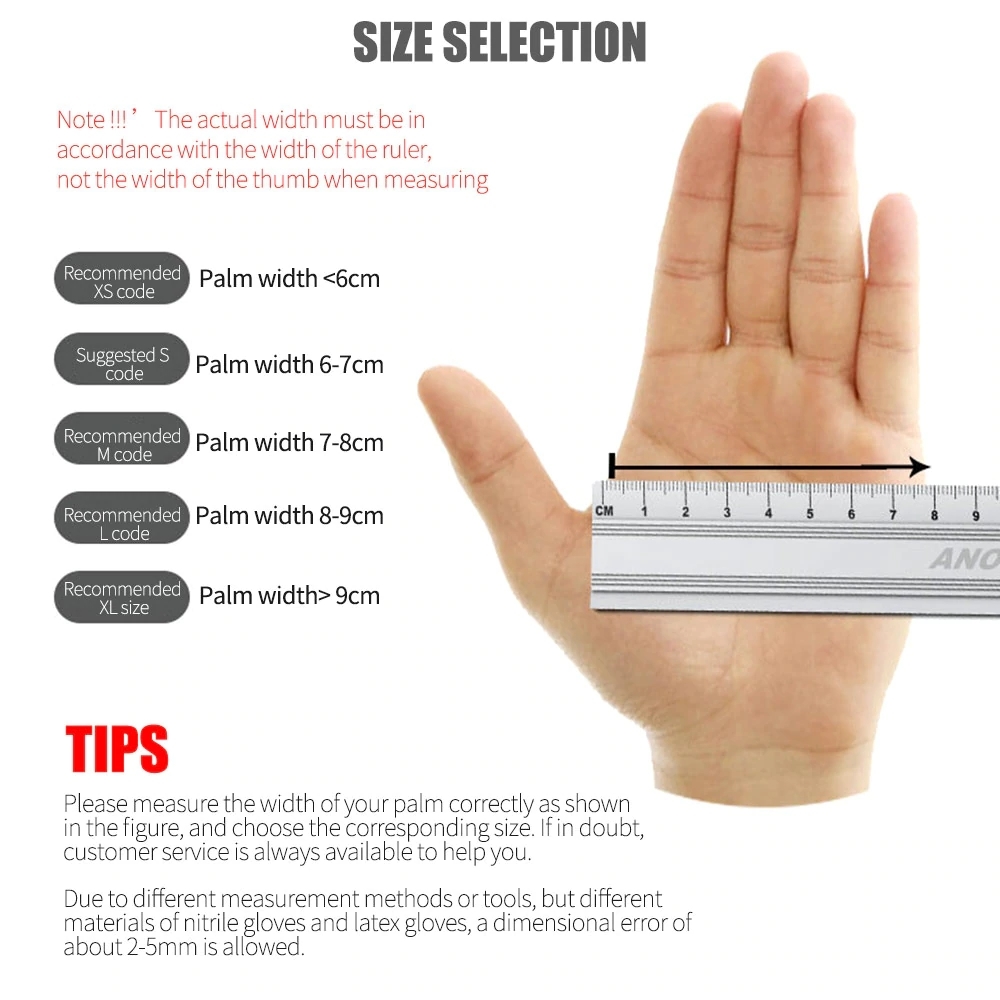 SIZE SELECTION
Note !!!’ The actual width must be in
accordance with the width of the ruler,
not the width of the thumb when measuring
Recommended
XS code
Palm width <6cm
Suggested S
code
Palm width 6-7cm
Recommended
M code
Palm width 7-8cm
Recommended
L code
Palm width 8-9cm
Recommended
XL size
Palm width> 9cm
CM 1 2 3 4 5 6 7 8 9
ANO
TIPS
Please measure the width of your palm correctly as shown
in the figure, and choose the corresponding size. If in doubt,
customer service is always available to help you.
Due to different measurement methods or tools, but different
materials of nitrile gloves and latex gloves, a dimensional error of
about 2-5mm is allowed.